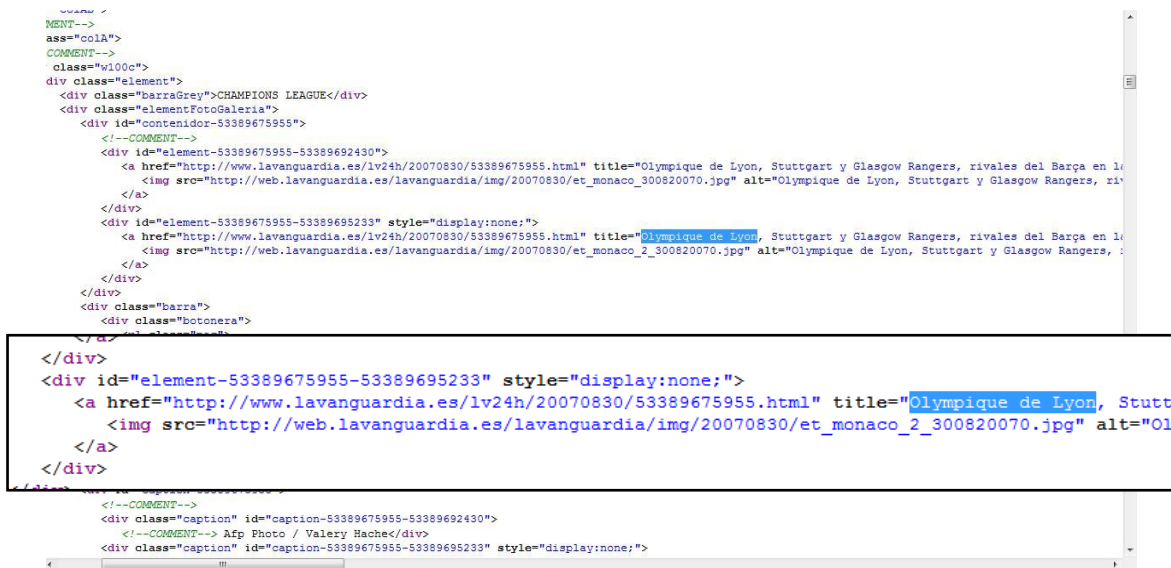 MENT-->
ass="colA">
COMMENT-->
class="w100c">
div class="element">
<div class="barraGrey">CHAMPIONS LEAGUE</div>
<div class="elementFotoGaleria">
<div id="contenidor-53389675955">
<!--COMMENT-->
<div id="element-53389675955-53389692430">
<a href="http://www.lavanguardia.es/lv24h/20070830/53389675955.html" title="Olympique de Lyon, Stuttgart y Glasgow Rangers, rivales del Barça en la
<img src="http://web.lavanguardia.es/lavanguardia/img/20070830/et_monaco_300820070.jpg" alt="Olympique de Lyon, Stuttgart y Glasgow Rangers, riv
</a>
</div>
<div id="element-53389675955-53389695233" style="display:none;">
<a href="http://www.lavanguardia.es/lv24h/20070830/53389675955.html" title="Olympique de Lyon, Stuttgart y Glasgow Rangers, rivales del Barça en la
<img src="http://web.lavanguardia.es/lavanguardia/img/20070830/et_monaco_2_300820070.jpg" alt="Olympique de Lyon, Stuttgart y Glasgow Rangers,
</a>
</div>
</div>
<div class="barra">
<div class="botonera">
</a>
</div>
<div id="element-53389675955-53389695233" style="display:none;">
<a href="http://www.lavanguardia.es/lv24h/20070830/53389675955.html" title="Olympique de Lyon, Stutt
<img src="http://web.lavanguardia.es/lavanguardia/img/20070830/et_monaco_2_300820070.jpg" alt="Ol
</a>
</div>
<!--COMMENT-->
<div class="caption" id="caption-53389675955-53389692430">
<!--COMMENT--> Afp Photo / Valery Hache</div>
<div class="caption" id="caption-53389675955-53389695233" style="display:none;">